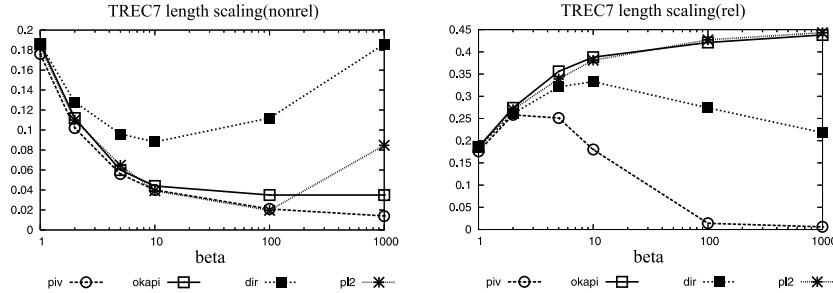 TREC7 length scaling(nonrel)
0.2
0.18
0.16
0.14
0.12
0.1
0.08
0.06
0.04
0.02
0
1 10 100 1000
beta
piv okapi dir pl2
TREC7 length scaling(rel)
0.45
0.4
0.35
0.3
0.25
0.2
0.15
0.1
0.05
0
1 10 100 1000
beta
piv okapi dir pl2